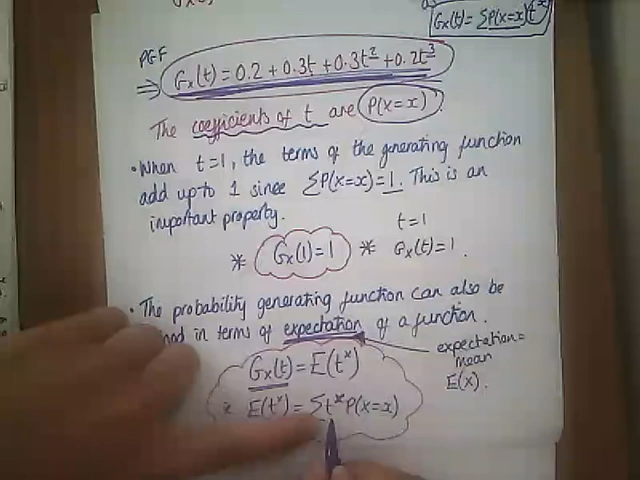 Gx(t) = ΣP(X=x)t^x
PGF
⇒ Gx(t) = 0.2 + 0.3t + 0.3t² + 0.2t³
The coefficients of t are P(X=x).
• When t=1, the terms of the generating function
add up to 1 since ΣP(X=x)=1. This is an
important property.
t=1
* Gx(1)=1 * Gx(t)=1.
• The probability generating function can also be
in terms of expectation of a function.
expectation =
mean
E(X).
Gx(t) = E(t^x)
E(t^x) = Σt^x P(X=x)